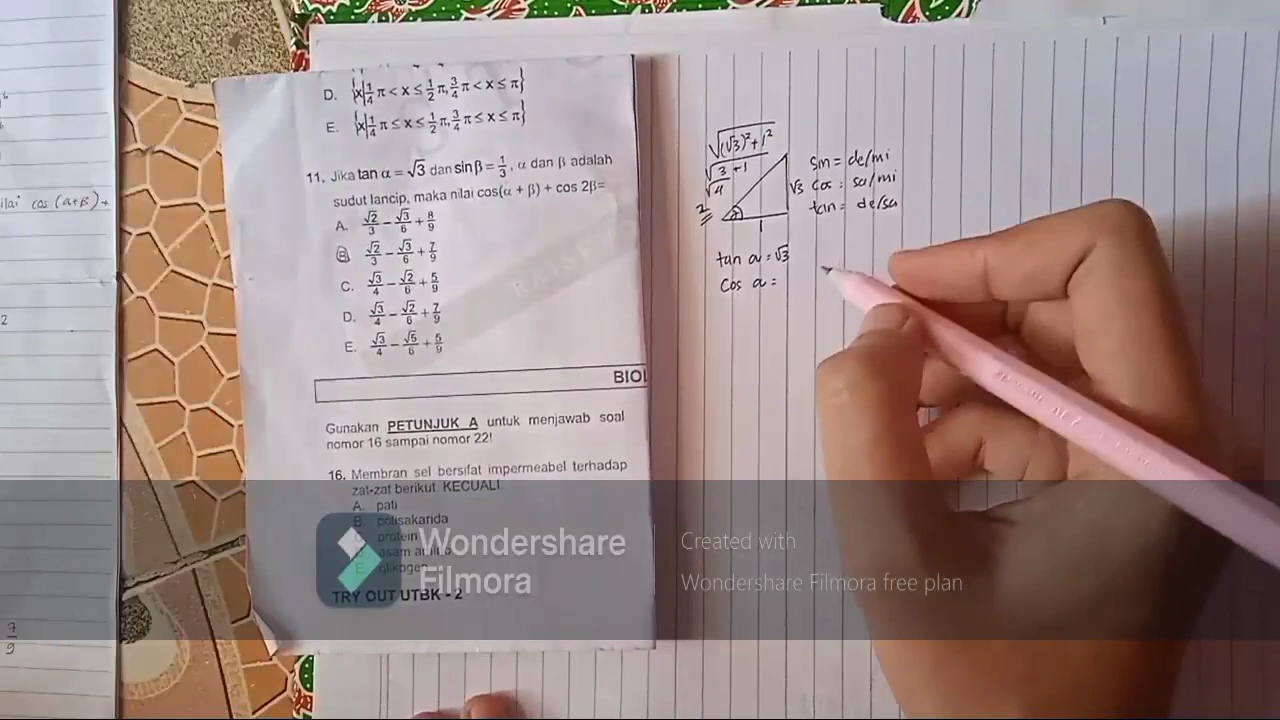 D. {x|1/4 π < x ≤ 1/2 π, 3/4 π < x ≤ π}
E. {x|1/4 π ≤ x ≤ 1/2 π, 3/4 π ≤ x ≤ π}
11. Jika tan α = √3 dan sin β = 1/3, α dan β adalah
sudut lancip, maka nilai cos(α + β) + cos 2β=
A. √2/3 − √3/6 + 8/9
B. √2/3 − √3/6 + 7/9
C. √3/4 − √2/6 + 5/9
D. √3/4 − √2/6 + 7/9
E. √3/4 − √5/6 + 5/9
BIOL
Gunakan PETUNJUK A untuk menjawab soal
nomor 16 sampai nomor 22!
16. Membran sel bersifat impermeabel terhadap
zat-zat berikut KECUALI
A. pati
B. polisakarida
protein
asam
E. glikogen
TRY OUT UTBK - 2
√(√3)²+1²
√3+1
√4
2
√3
1
sin = de/mi
cos = sa/mi
tan = de/sa
tan α = √3
cos α =
cos (α+β) +
2
7/9
Wondershare
Filmora
Created with
Wondershare Filmora free plan